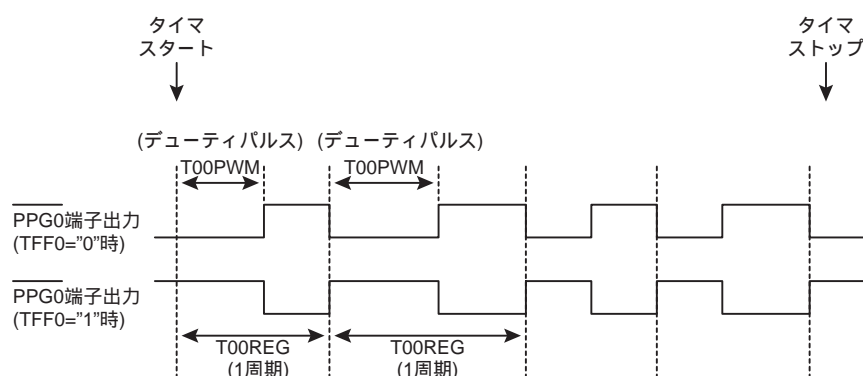 タイマ
スタート
タイマ
ストップ
(デューティパルス) (デューティパルス)
T00PWM
T00PWM
PPG0端子出力
(TFF0=”0”時)
PPG0端子出力
(TFF0=”1”時)
T00REG
(1周期)
T00REG
(1周期)